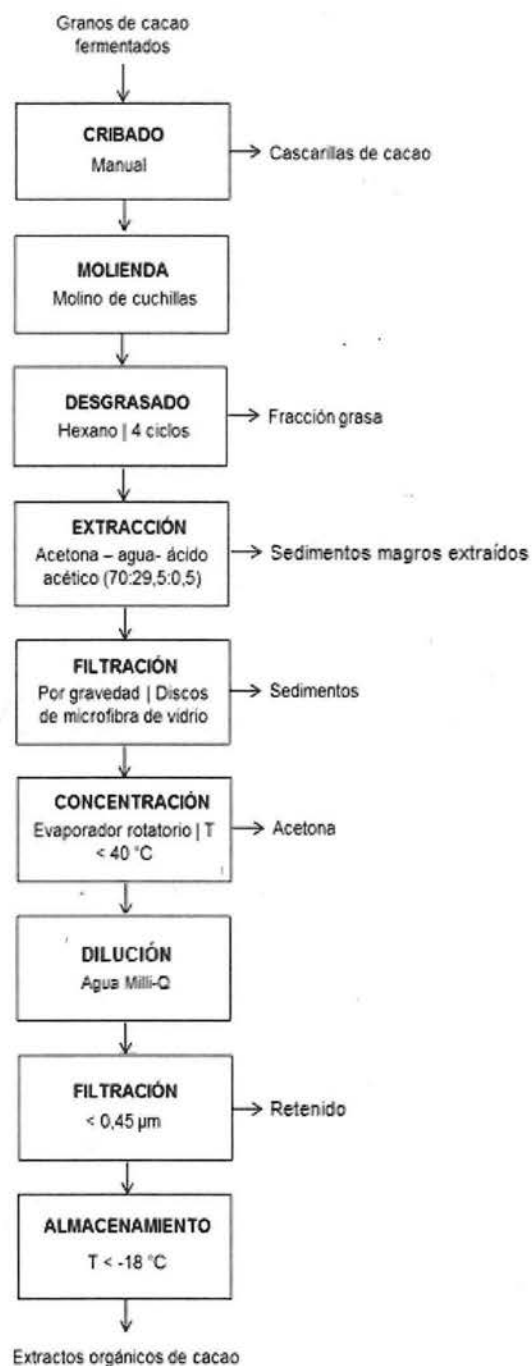 Granos de cacao
fermentados
CRIBADO
Manual
Cascarillas de cacao
MOLIENDA
Molino de cuchillas
DESGRASADO
Hexano | 4 ciclos
Fracción grasa
EXTRACCIÓN
Acetona – agua- ácido
acético (70:29,5:0,5)
Sedimentos magros extraídos
FILTRACIÓN
Por gravedad | Discos
de microfibra de vidrio
Sedimentos
CONCENTRACIÓN
Evaporador rotatorio | T
< 40 °C
Acetona
DILUCIÓN
Agua Milli-Q
FILTRACIÓN
< 0,45 µm
Retenido
ALMACENAMIENTO
T < -18 °C
Extractos orgánicos de cacao